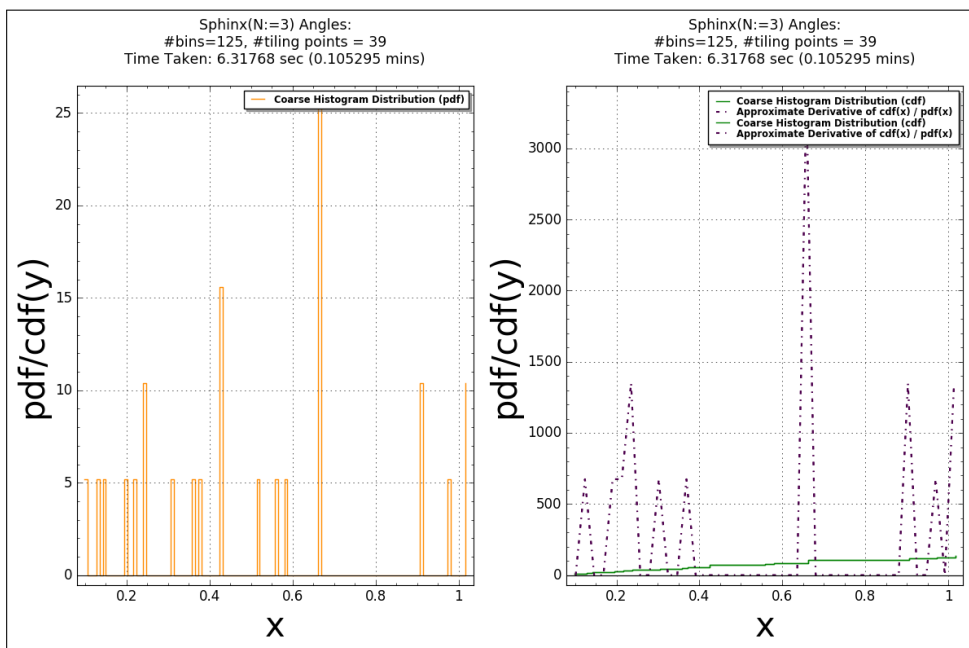 Sphinx(N:=3) Angles:
#bins=125, #tiling points = 39
Time Taken: 6.31768 sec (0.105295 mins)
Coarse Histogram Distribution (pdf)
25
20
15
10
5
0
pdf/cdf(y)
0.2
0.4
0.6
0.8
1
x
Sphinx(N:=3) Angles:
#bins=125, #tiling points = 39
Time Taken: 6.31768 sec (0.105295 mins)
Coarse Histogram Distribution (cdf)
Approximate Derivative of cdf(x) / pdf(x)
Coarse Histogram Distribution (cdf)
Approximate Derivative of cdf(x) / pdf(x)
3000
2500
2000
1500
1000
500
0
pdf/cdf(y)
0.2
0.4
0.6
0.8
1
x